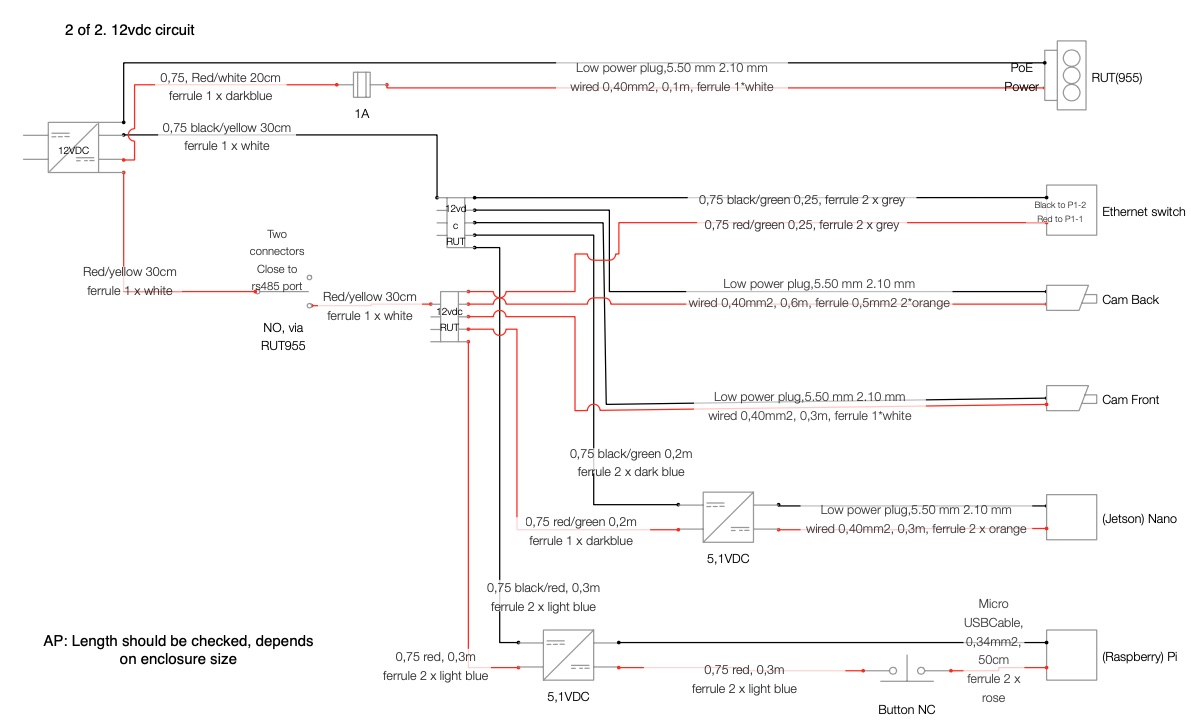 2 of 2. 12vdc circuit
0,75, Red/white 20cm
ferrule 1 x darkblue
1A
Low power plug,5.50 mm 2.10 mm
wired 0,40mm2, 0,1m, ferrule 1*white
PoE
Power
RUT(955)
12VDC
0,75 black/yellow 30cm
ferrule 1 x white
12vd
c
RUT
0,75 black/green 0,25, ferrule 2 x grey
0,75 red/green 0,25, ferrule 2 x grey
Black to P1-2
Red to P1-1
Ethernet switch
Red/yellow 30cm
ferrule 1 x white
Two
connectors
Close to
rs485 port
NO, via
RUT955
Red/yellow 30cm
ferrule 1 x white
12vdc
RUT
Low power plug,5.50 mm 2.10 mm
wired 0,40mm2, 0,6m, ferrule 0,5mm2 2*orange
Cam Back
Low power plug,5.50 mm 2.10 mm
wired 0,40mm2, 0,3m, ferrule 1*white
Cam Front
0,75 black/green 0,2m
ferrule 2 x dark blue
0,75 red/green 0,2m
ferrule 1 x darkblue
5,1VDC
Low power plug,5.50 mm 2.10 mm
wired 0,40mm2, 0,3m, ferrule 2 x orange
(Jetson) Nano
0,75 black/red, 0,3m
ferrule 2 x light blue
0,75 red, 0,3m
ferrule 2 x light blue
5,1VDC
0,75 red, 0,3m
ferrule 2 x light blue
Button NC
Micro
USBCable,
0,34mm2,
50cm
ferrule 2 x
rose
(Raspberry) Pi
AP: Length should be checked, depends
on enclosure size